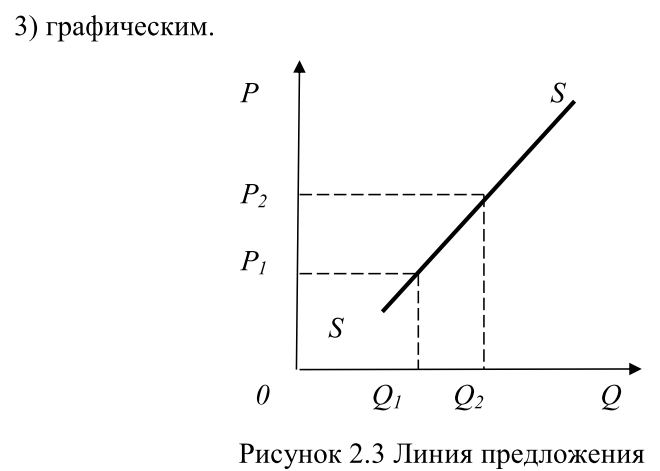 3) графическим.
P S
P₂
P₁
S
0 Q₁ Q₂ Q
Рисунок 2.3 Линия предложения